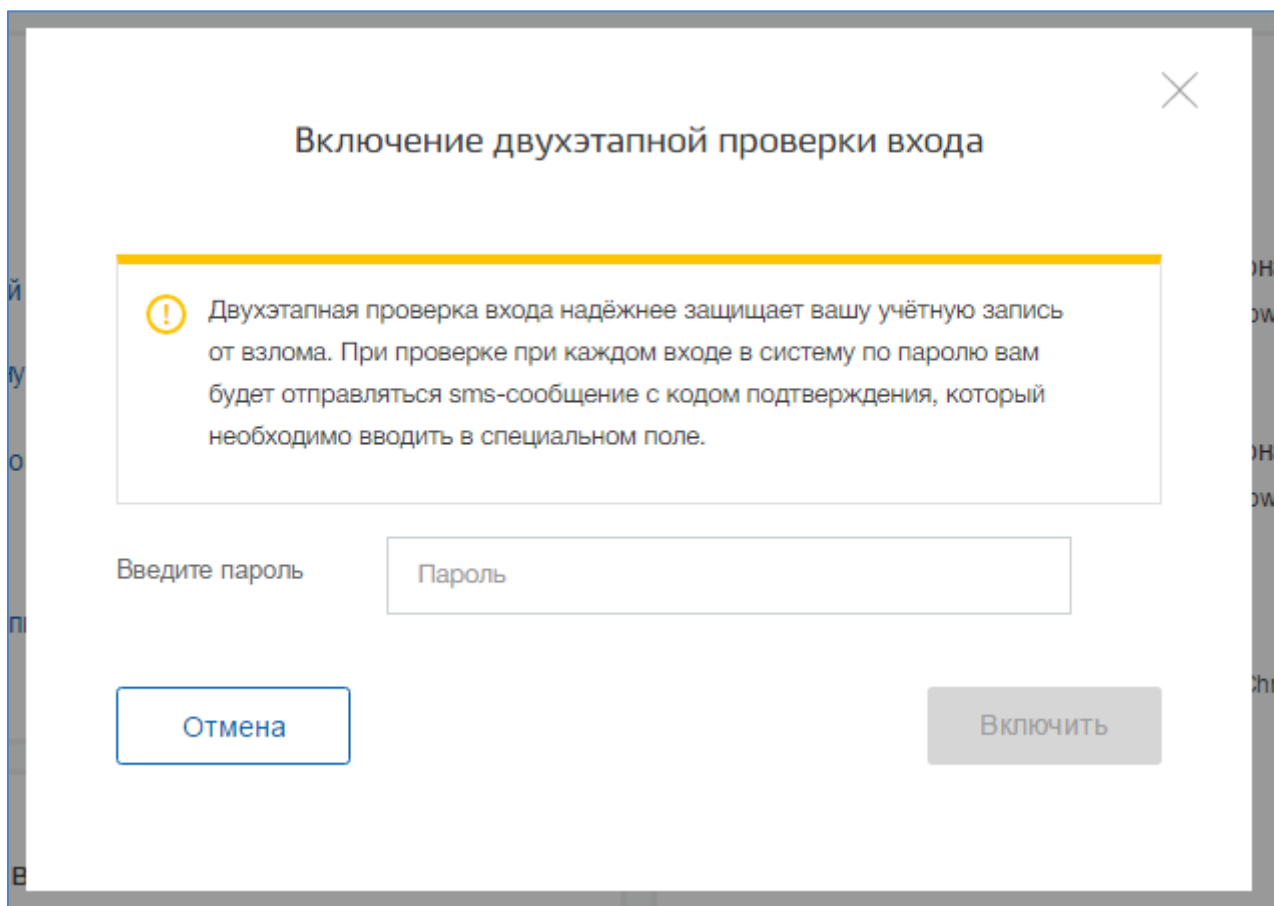 Включение двухэтапной проверки входа
Двухэтапная проверка входа надёжнее защищает вашу учётную запись
от взлома. При проверке при каждом входе в систему по паролю вам
будет отправляться sms-сообщение с кодом подтверждения, который
необходимо вводить в специальном поле.
Введите пароль
Пароль
Отмена
Включить